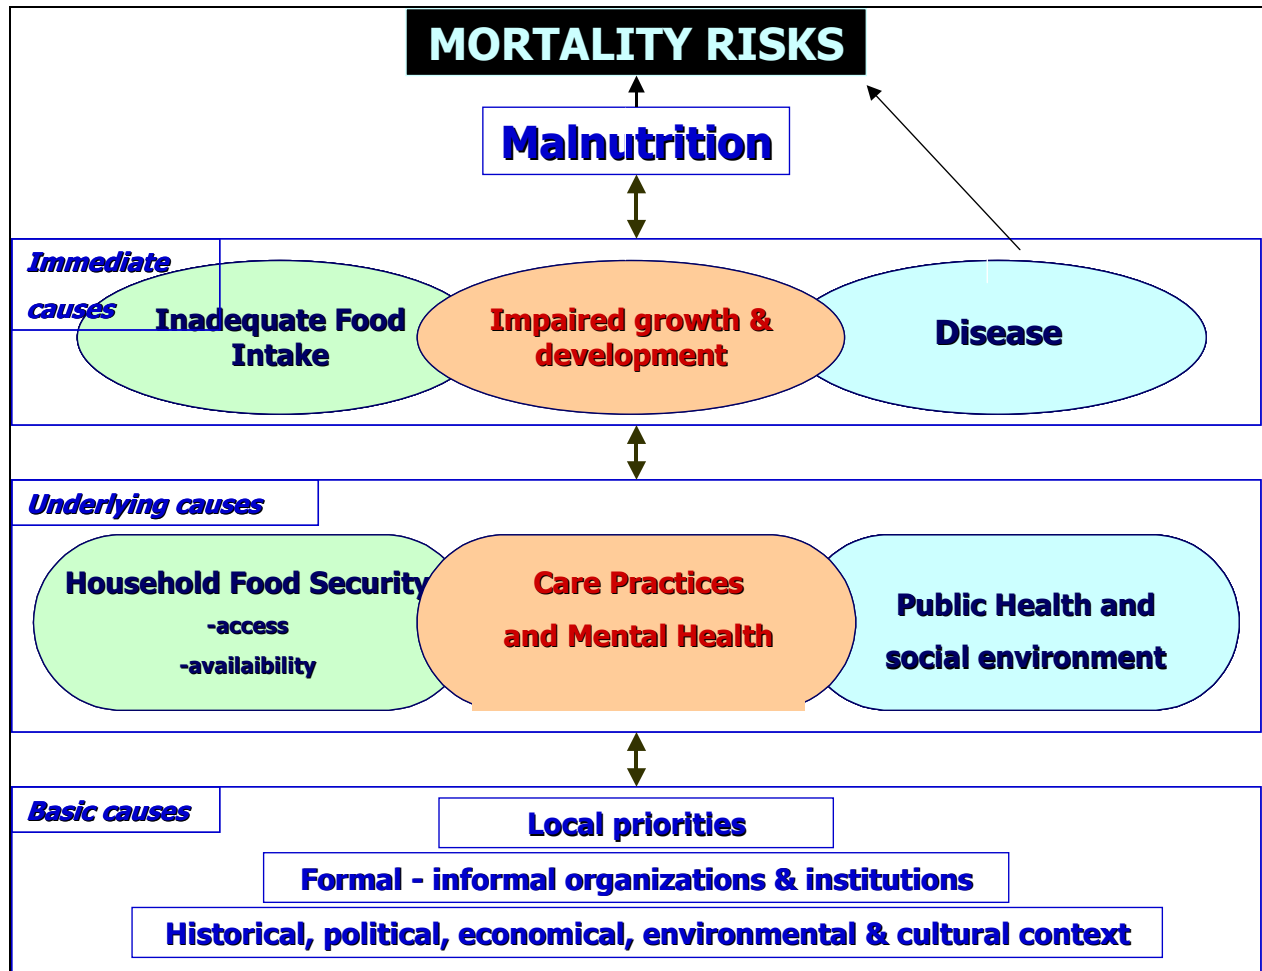 MORTALITY RISKS
Malnutrition
Immediate
causes
Inadequate Food
Intake
Impaired growth &
development
Disease
Underlying causes
Household Food Security
-access
-availaibility
Care Practices
and Mental Health
Public Health and
social environment
Basic causes
Local priorities
Formal - informal organizations & institutions
Historical, political, economical, environmental & cultural context